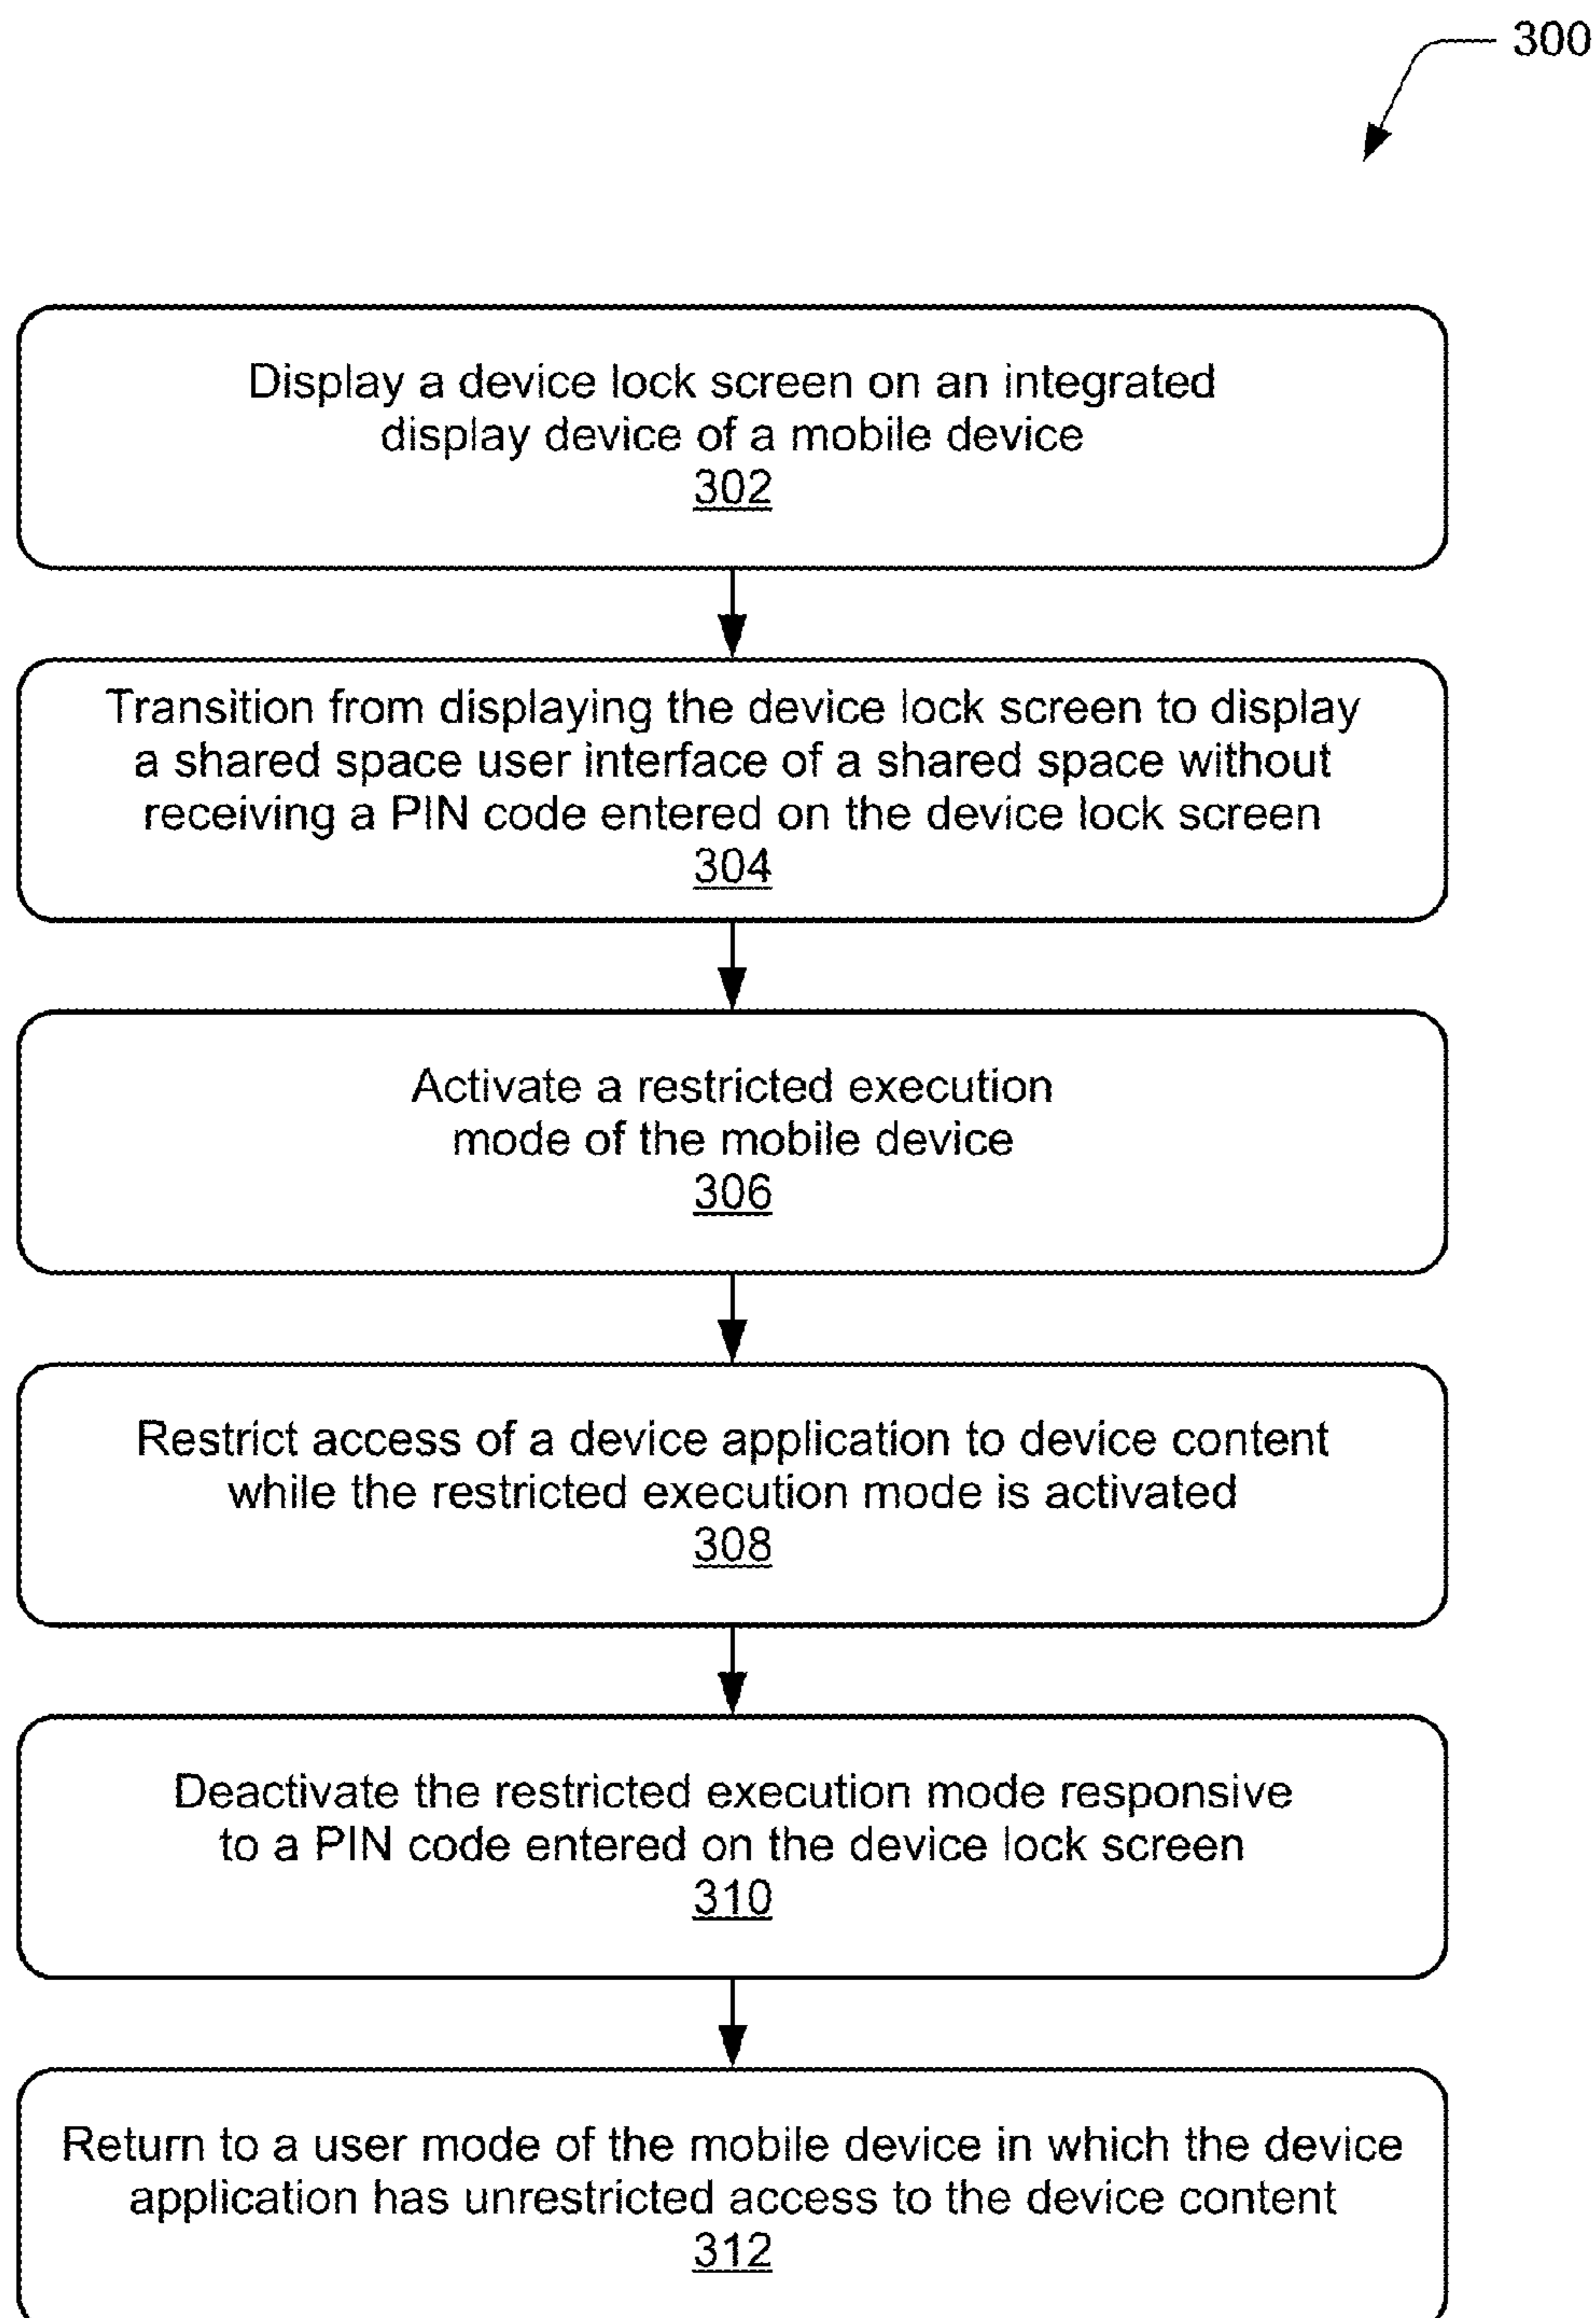 300
Display a device lock screen on an integrated
display device of a mobile device
302
Transition from displaying the device lock screen to display
a shared space user interface of a shared space without
receiving a PIN code entered on the device lock screen
304
Activate a restricted execution
mode of the mobile device
306
Restrict access of a device application to device content
while the restricted execution mode is activated
308
Deactivate the restricted execution mode responsive
to a PIN code entered on the device lock screen
310
Return to a user mode of the mobile device in which the device
application has unrestricted access to the device content
312